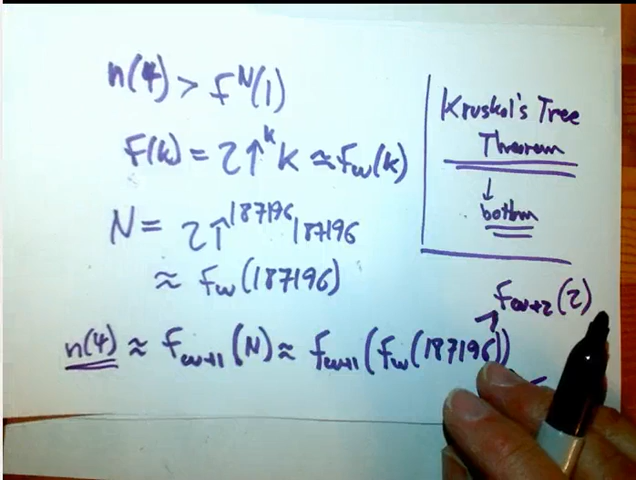 n(4) > f^N(1)
f(k) = 2↑^k k ≈ f_ω(k)
N = 2↑^187196 187196
≈ f_ω(187196)
n(4) ≈ f_ω+1(N) ≈ f_ω+1(f_ω(187196))
f_ω+2(2)
Kruskal's Tree
Theorem
↓
bottom